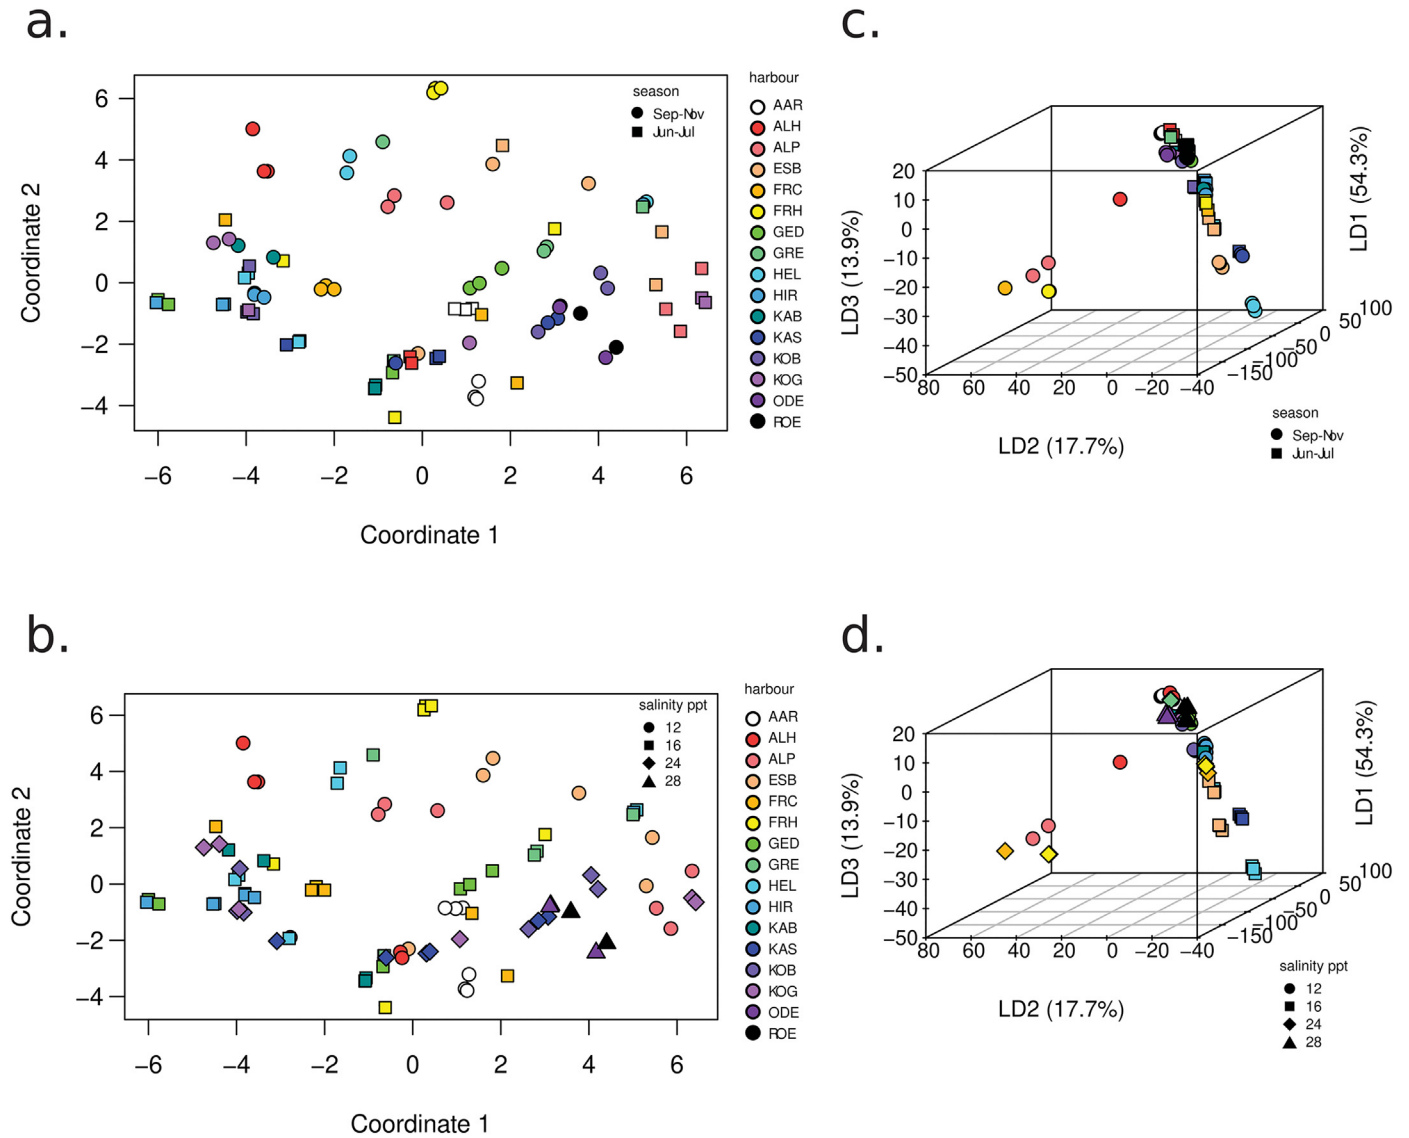 a.
6
4
2
0
−2
−4
−6
−4
−2
0
2
4
6
Coordinate 2
Coordinate 1
season
Sep-Nov
Jun-Jul
harbour
AAR
ALH
ALP
ESB
FRC
FRH
GED
GRE
HEL
HIR
KAB
KAS
KOB
KOG
ODE
ROE
c.
20
10
0
−10
−20
−30
−40
−50
80
60
40
20
0
−20
−40
−150
−100
−50
0
50
100
LD3 (13.9%)
LD2 (17.7%)
LD1 (54.3%)
season
Sep-Nov
Jun-Jul
b.
6
4
2
0
−2
−4
−6
−4
−2
0
2
4
6
Coordinate 2
Coordinate 1
salinity ppt
12
16
24
28
harbour
AAR
ALH
ALP
ESB
FRC
FRH
GED
GRE
HEL
HIR
KAB
KAS
KOB
KOG
ODE
ROE
d.
20
10
0
−10
−20
−30
−40
−50
80
60
40
20
0
−20
−40
−150
−100
−50
0
50
100
LD3 (13.9%)
LD2 (17.7%)
LD1 (54.3%)
salinity ppt
12
16
24
28